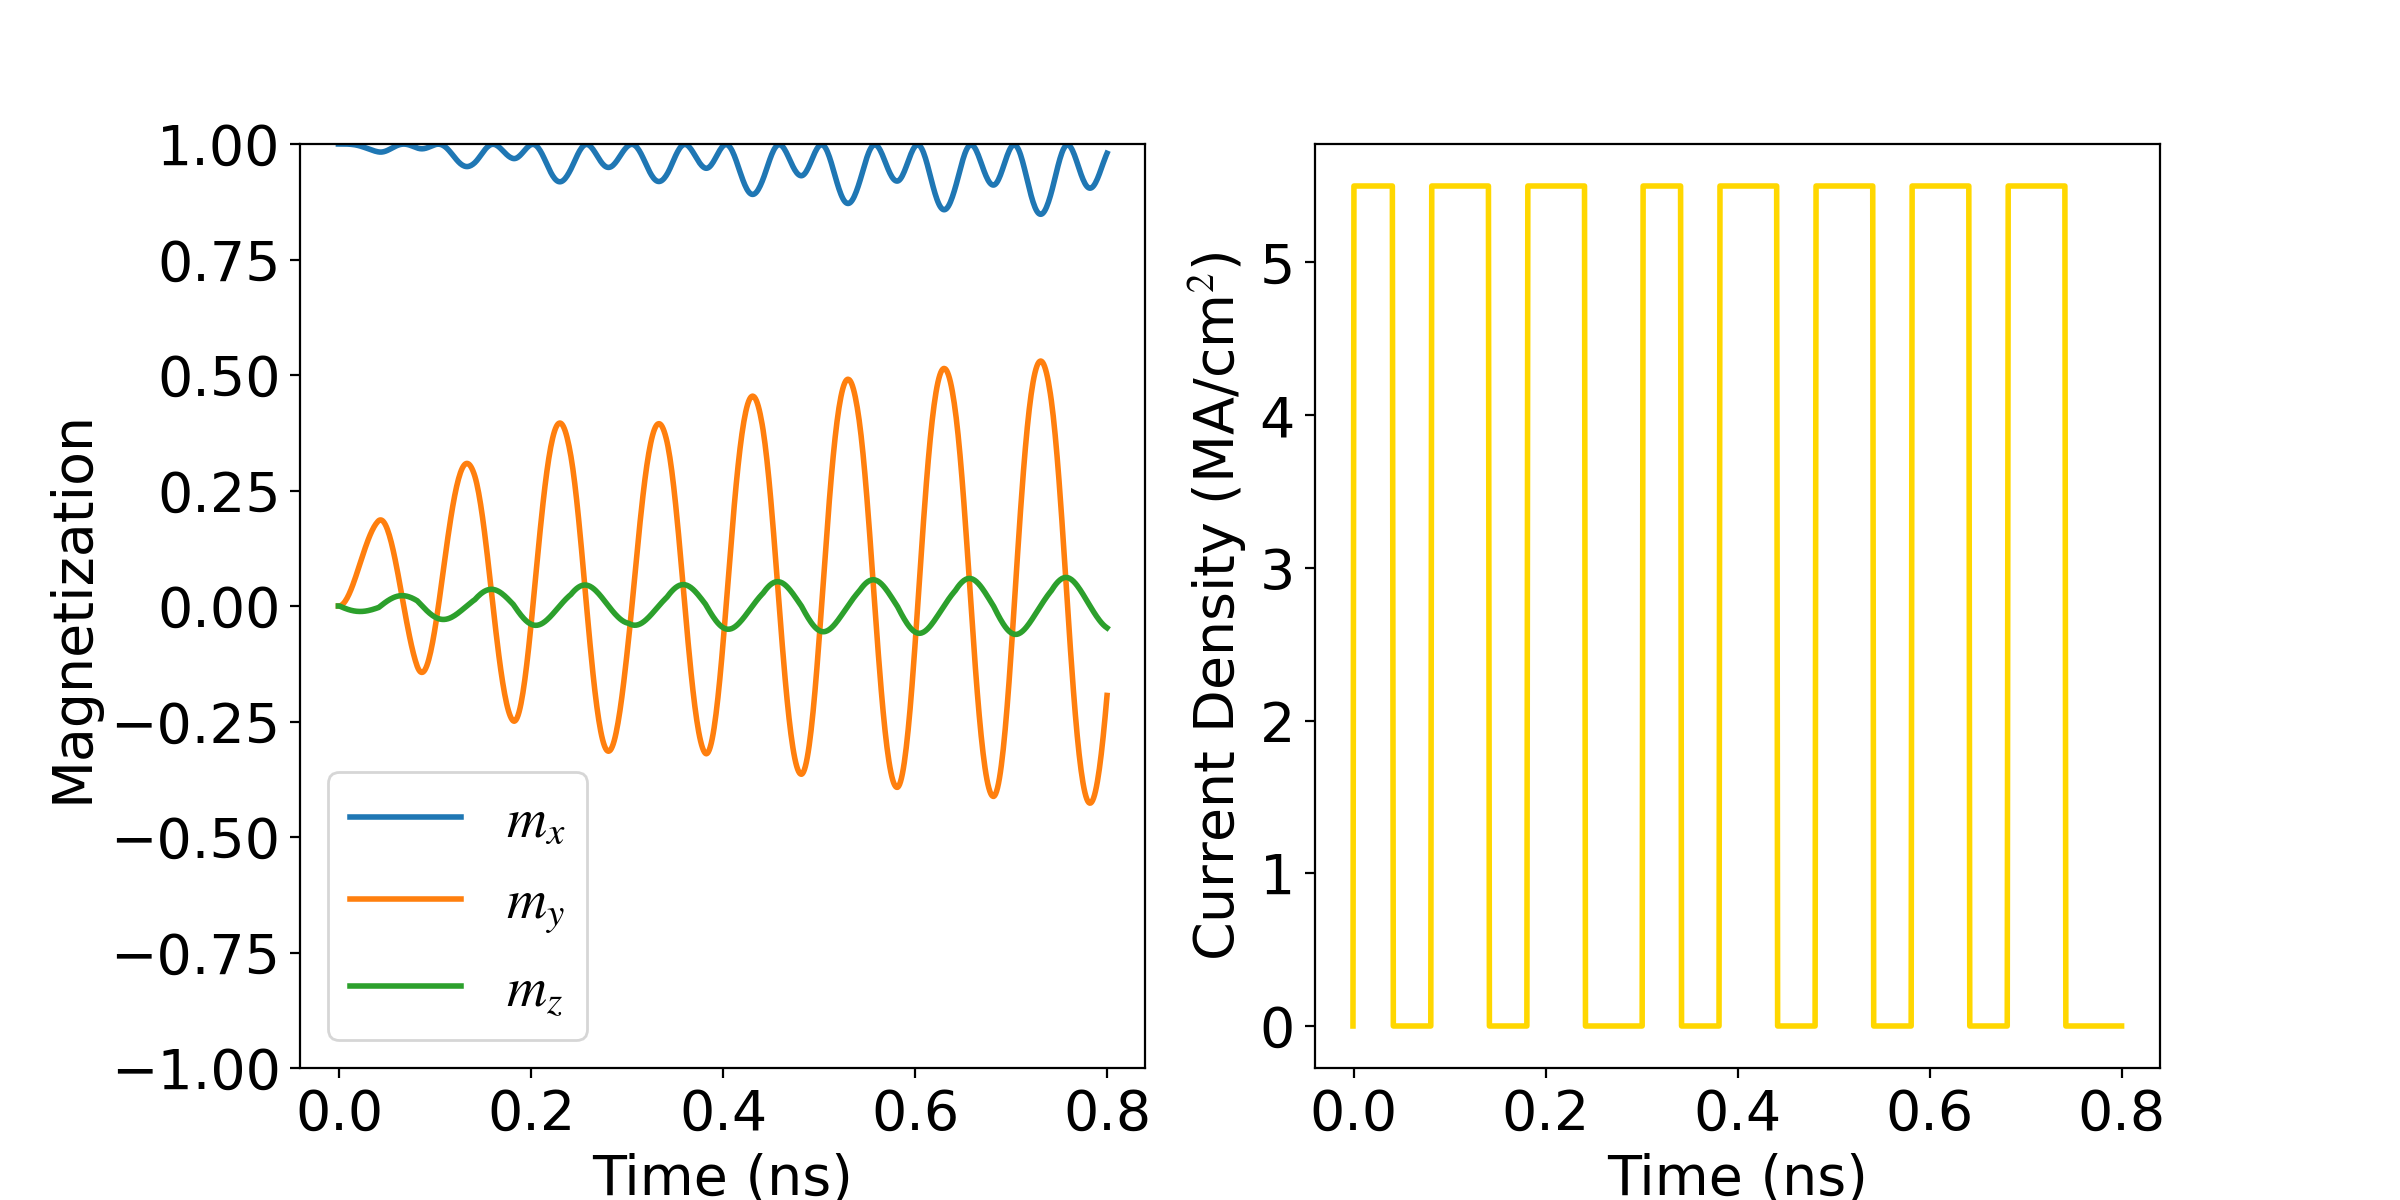 1.00
0.75
0.50
0.25
0.00
−0.25
−0.50
−0.75
−1.00
Magnetization
m_x
m_y
m_z
0.0 0.2 0.4 0.6 0.8
Time (ns)
5
4
3
2
1
0
Current Density (MA/cm²)
0.0 0.2 0.4 0.6 0.8
Time (ns)